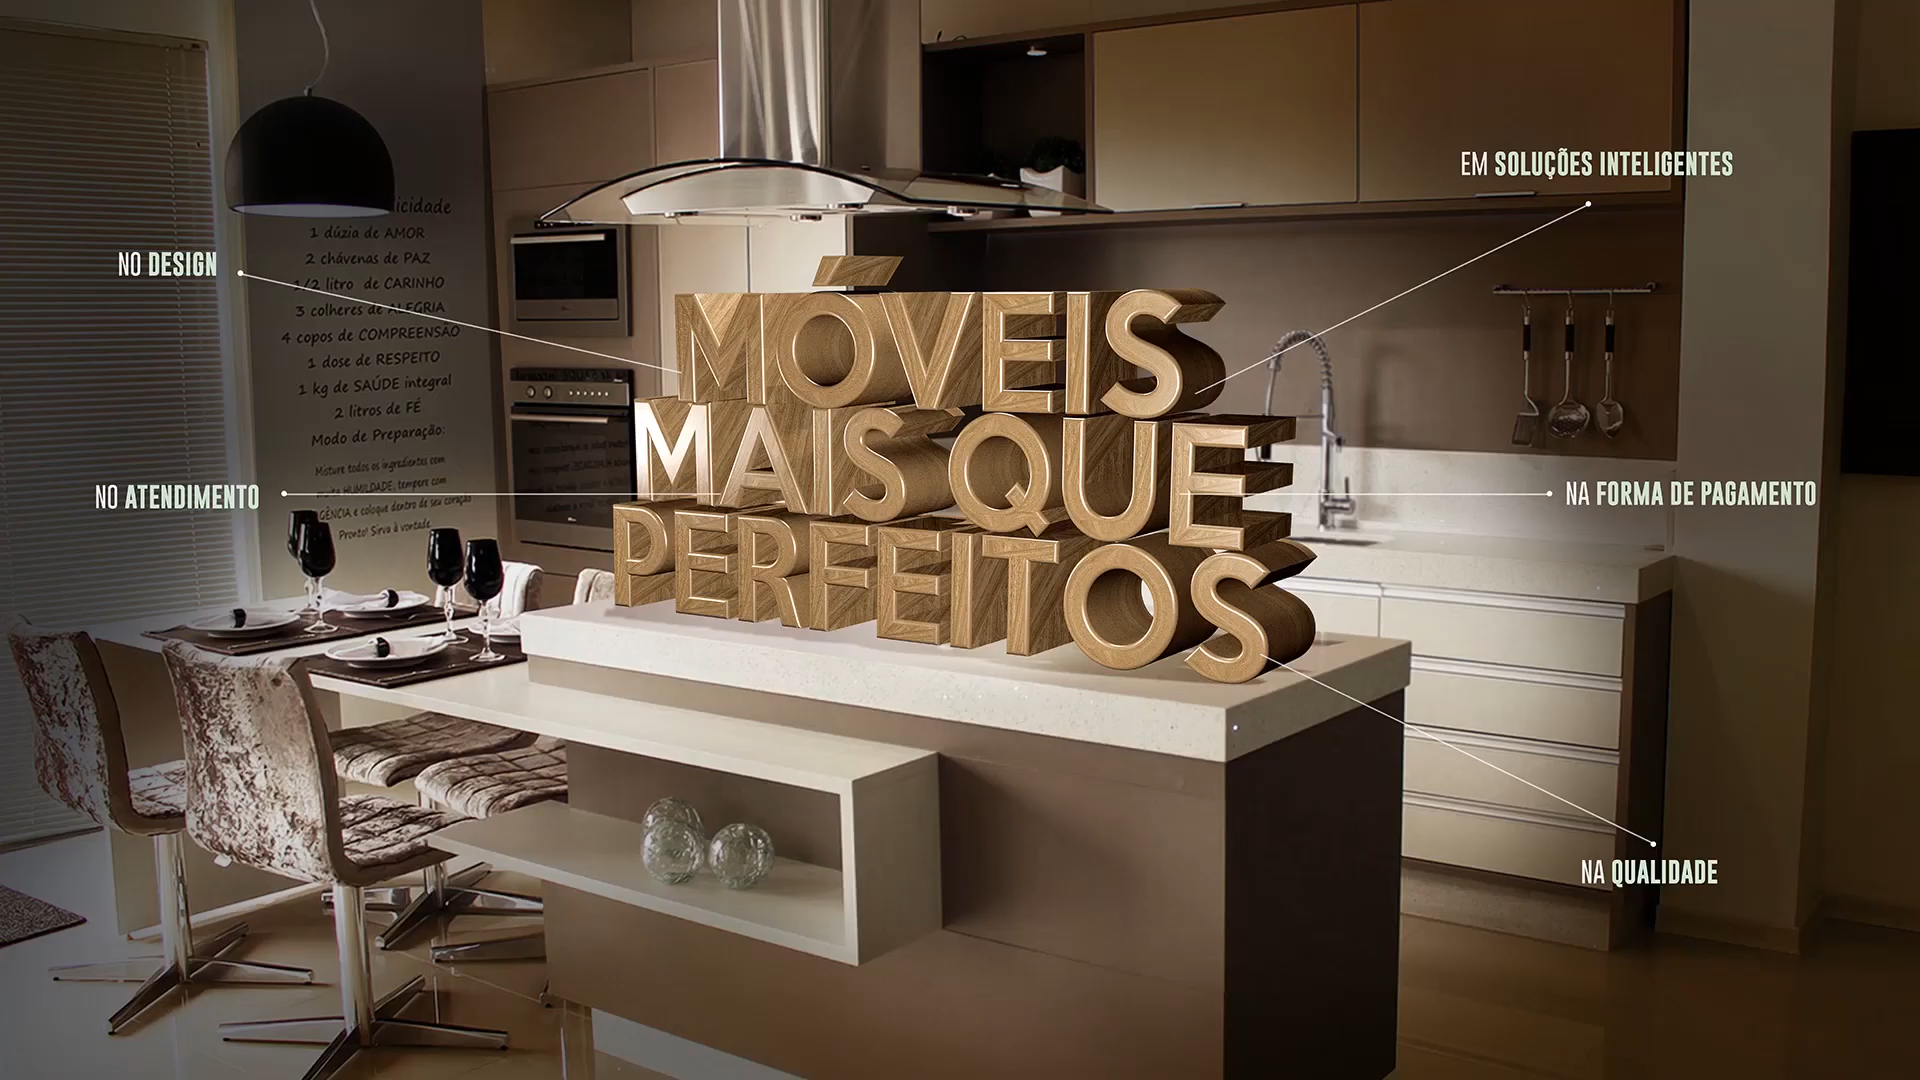 EM SOLUÇÕES INTELIGENTES
NO DESIGN
MÓVEIS
MAIS QUE
PERFEITOS
NO ATENDIMENTO
NA FORMA DE PAGAMENTO
NA QUALIDADE
1 dúzia de AMOR
2 chávenas de PAZ
1/2 litro de CARINHO
3 colheres de ALEGRIA
4 copos de COMPREENSÃO
1 dose de RESPEITO
1 kg de SAÚDE integral
2 litros de FÉ
Modo de Preparação:
Misture todos os ingredientes com
muita HUMILDADE, tempere com
e coloque dentro de seu coração
Pronto! Sirva à vontade.